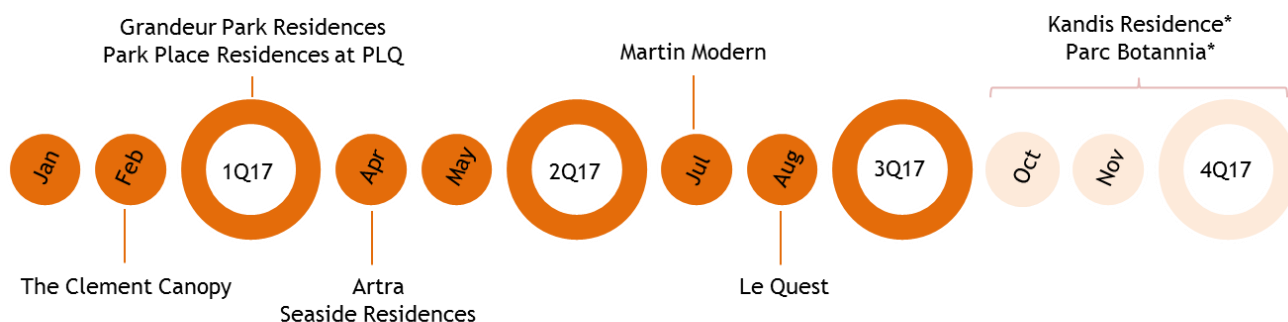 Grandeur Park Residences
Park Place Residences at PLQ
Martin Modern
Kandis Residence*
Parc Botannia*
Jan
Feb
1Q17
Apr
May
2Q17
Jul
Aug
3Q17
Oct
Nov
4Q17
The Clement Canopy
Artra
Seaside Residences
Le Quest